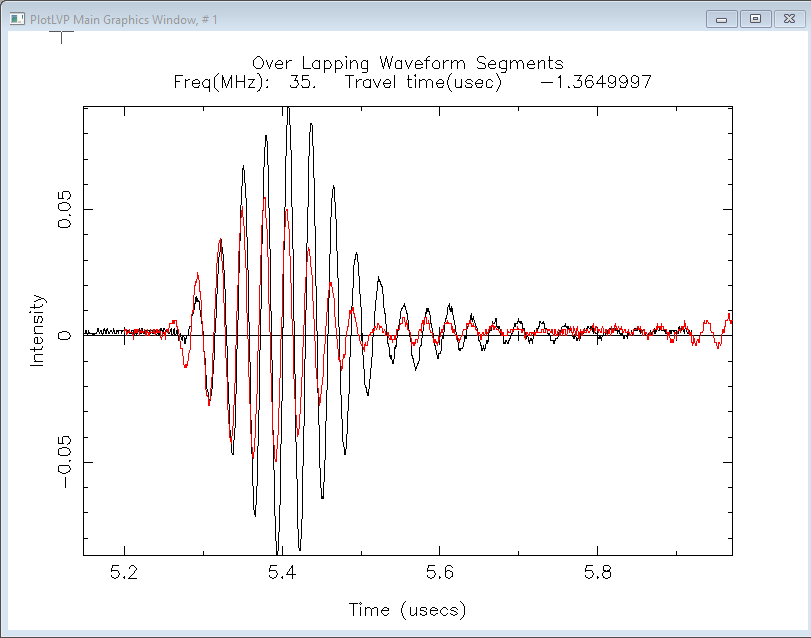 PlotLVP Main Graphics Window, # 1
Over Lapping Waveform Segments
Freq(MHz): 35. Travel time(usec) −1.3649997
0.05
0
−0.05
Intensity
5.2 5.4 5.6 5.8
Time (usecs)